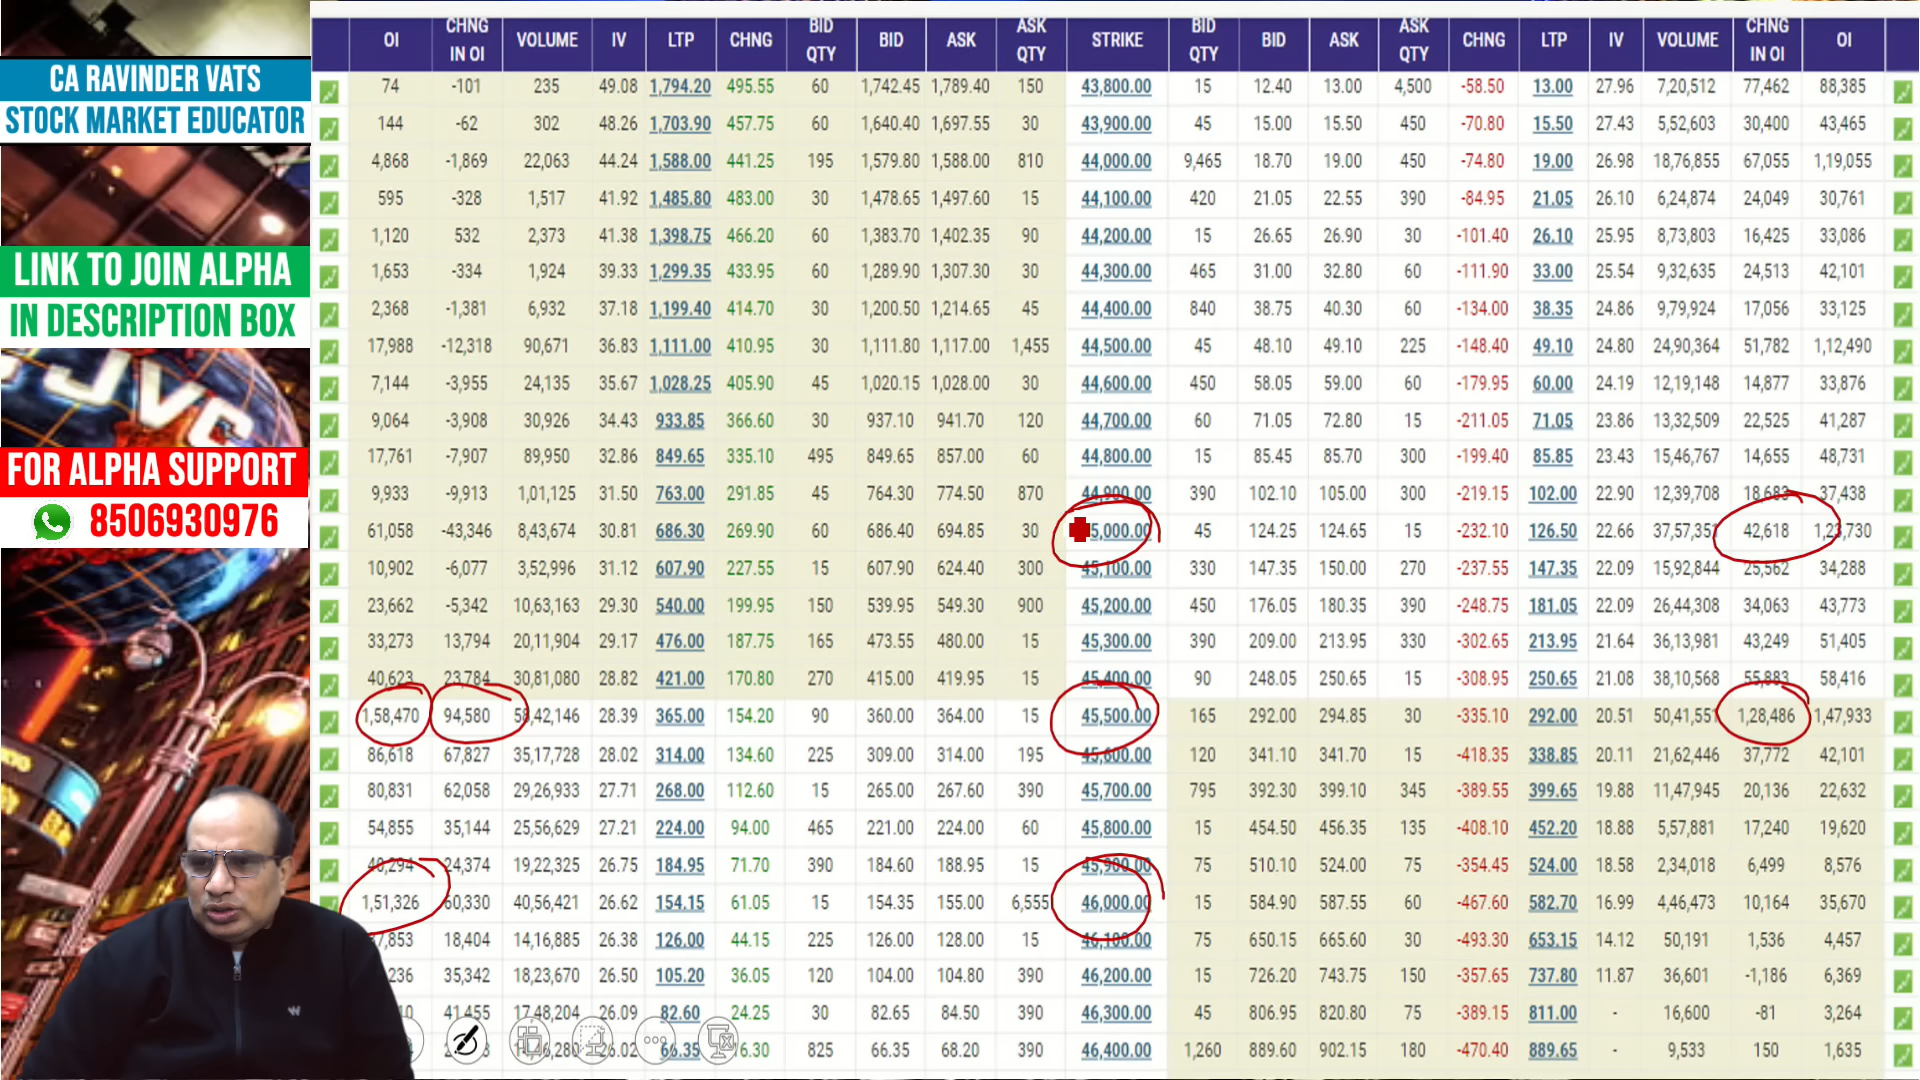 CA RAVINDER VATS
STOCK MARKET EDUCATOR
LINK TO JOIN ALPHA
IN DESCRIPTION BOX
JVC
FOR ALPHA SUPPORT
8506930976
OI CHNG IN OI VOLUME IV LTP CHNG BID QTY BID ASK ASK QTY STRIKE BID QTY BID ASK ASK QTY CHNG LTP IV VOLUME CHNG IN OI OI
74 -101 235 49.08 1,794.20 495.55 60 1,742.45 1,789.40 150 43,800.00 15 12.40 13.00 4,500 -58.50 13.00 27.96 7,20,512 77,462 88,385
144 -62 302 48.26 1,703.90 457.75 60 1,640.40 1,697.55 30 43,900.00 45 15.00 15.50 450 -70.80 15.50 27.43 5,52,603 30,400 43,465
4,868 -1,869 22,063 44.24 1,588.00 441.25 195 1,579.80 1,588.00 810 44,000.00 9,465 18.70 19.00 450 -74.80 19.00 26.98 18,76,855 67,055 1,19,055
595 -328 1,517 41.92 1,485.80 483.00 30 1,478.65 1,497.60 15 44,100.00 420 21.05 22.55 390 -84.95 21.05 26.10 6,24,874 24,049 30,761
1,120 532 2,373 41.38 1,398.75 466.20 60 1,383.70 1,402.35 90 44,200.00 15 26.65 26.90 30 -101.40 26.10 25.95 8,73,803 16,425 33,086
1,653 -334 1,924 39.33 1,299.35 433.95 60 1,289.90 1,307.30 30 44,300.00 465 31.00 32.80 60 -111.90 33.00 25.54 9,32,635 24,513 42,101
2,368 -1,381 6,932 37.18 1,199.40 414.70 30 1,200.50 1,214.65 45 44,400.00 840 38.75 40.30 60 -134.00 38.35 24.86 9,79,924 17,056 33,125
17,988 -12,318 90,671 36.83 1,111.00 410.95 30 1,111.80 1,117.00 1,455 44,500.00 45 48.10 49.10 225 -148.40 49.10 24.80 24,90,364 51,782 1,12,490
7,144 -3,955 24,135 35.67 1,028.25 405.90 45 1,020.15 1,028.00 30 44,600.00 450 58.05 59.00 60 -179.95 60.00 24.19 12,19,148 14,877 33,876
9,064 -3,908 30,926 34.43 933.85 366.60 30 937.10 941.70 120 44,700.00 60 71.05 72.80 15 -211.05 71.05 23.86 13,32,509 22,525 41,287
17,761 -7,907 89,950 32.86 849.65 335.10 495 849.65 857.00 60 44,800.00 15 85.45 85.70 300 -199.40 85.85 23.43 15,46,767 14,655 48,731
9,933 -9,913 1,01,125 31.50 763.00 291.85 45 764.30 774.50 870 44,900.00 390 102.10 105.00 300 -219.15 102.00 22.90 12,39,708 18,683 37,438
61,058 -43,346 8,43,674 30.81 686.30 269.90 60 686.40 694.85 30 5,000.00 45 124.25 124.65 15 -232.10 126.50 22.66 37,57,351 42,618 1,23,730
10,902 -6,077 3,52,996 31.12 607.90 227.55 15 607.90 624.40 300 45,100.00 330 147.35 150.00 270 -237.55 147.35 22.09 15,92,844 25,562 34,288
23,662 -5,342 10,63,163 29.30 540.00 199.95 150 539.95 549.30 900 45,200.00 450 176.05 180.35 390 -248.75 181.05 22.09 26,44,308 34,063 43,773
33,273 13,794 20,11,904 29.17 476.00 187.75 165 473.55 480.00 15 45,300.00 390 209.00 213.95 330 -302.65 213.95 21.64 36,13,981 43,249 51,405
40,623 23,784 30,81,080 28.82 421.00 170.80 270 415.00 419.95 15 45,400.00 90 248.05 250.65 15 -308.95 250.65 21.08 38,10,568 55,883 58,416
1,58,470 94,580 58,42,146 28.39 365.00 154.20 90 360.00 364.00 15 45,500.00 165 292.00 294.85 30 -335.10 292.00 20.51 50,41,551 1,28,486 1,47,933
86,618 67,827 35,17,728 28.02 314.00 134.60 225 309.00 314.00 195 45,600.00 120 341.10 341.70 15 -418.35 338.85 20.11 21,62,446 37,772 42,101
80,831 62,058 29,26,933 27.71 268.00 112.60 15 265.00 267.60 390 45,700.00 795 392.30 399.10 345 -389.55 399.65 19.88 11,47,945 20,136 22,632
54,855 35,144 25,56,629 27.21 224.00 94.00 465 221.00 224.00 60 45,800.00 15 454.50 456.35 135 -408.10 452.20 18.88 5,57,881 17,240 19,620
48,294 24,374 19,22,325 26.75 184.95 71.70 390 184.60 188.95 15 45,900.00 75 510.10 524.00 75 -354.45 524.00 18.58 2,34,018 6,499 8,576
1,51,326 60,330 40,56,421 26.62 154.15 61.05 15 154.35 155.00 6,555 46,000.00 15 584.90 587.55 60 -467.60 582.70 16.99 4,46,473 10,164 35,670
7,853 18,404 14,16,885 26.38 126.00 44.15 225 126.00 128.00 15 46,100.00 75 650.15 665.60 30 -493.30 653.15 14.12 50,191 1,536 4,457
236 35,342 18,23,670 26.50 105.20 36.05 120 104.00 104.80 390 46,200.00 15 726.20 743.75 150 -357.65 737.80 11.87 36,601 -1,186 6,369
41,455 17,48,204 26.09 82.60 24.25 30 82.65 84.50 390 46,300.00 45 806.95 820.80 75 -389.15 811.00 - 16,600 -81 3,264
66.35 825 66.35 68.20 390 46,400.00 1,260 889.60 902.15 180 -470.40 889.65 - 9,533 150 1,635